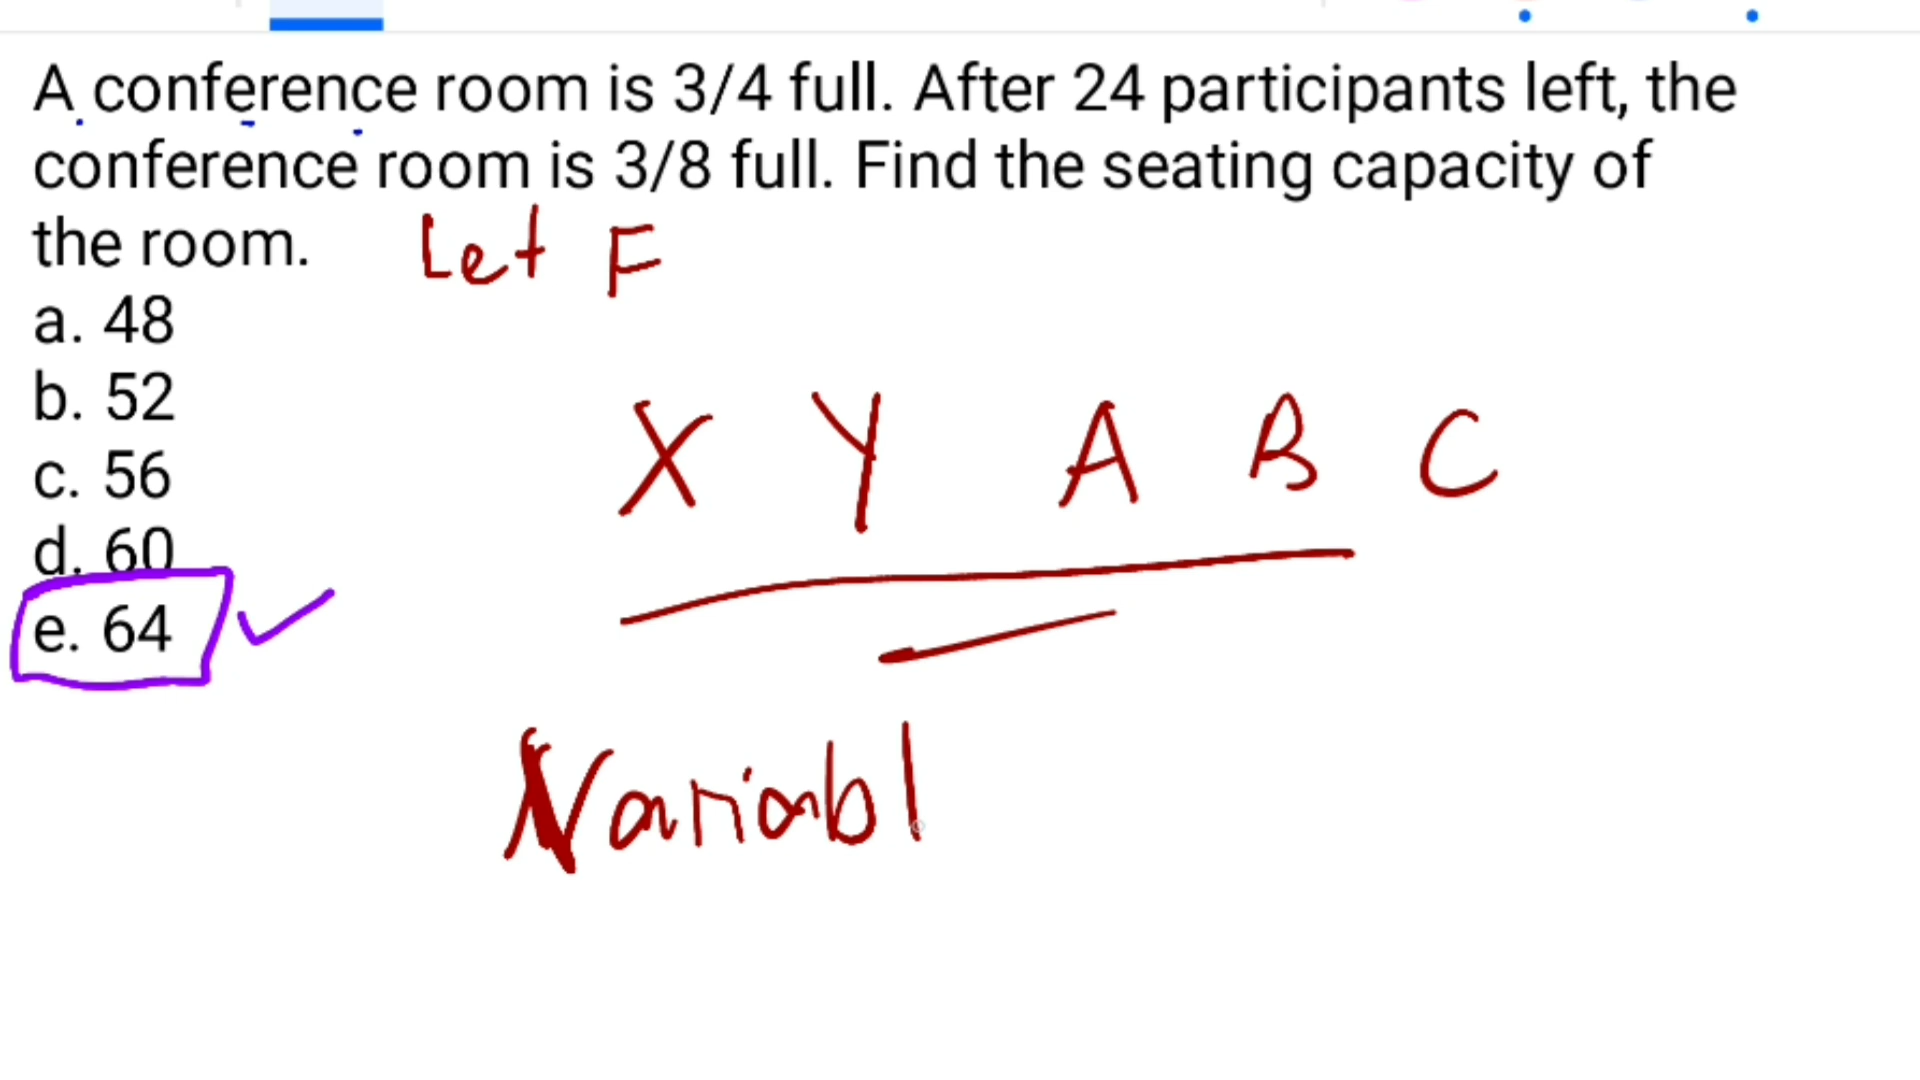 A conference room is 3/4 full. After 24 participants left, the
conference room is 3/8 full. Find the seating capacity of
the room. Let F
a. 48
b. 52
c. 56
d. 60
e. 64
X Y A B C
Variabl